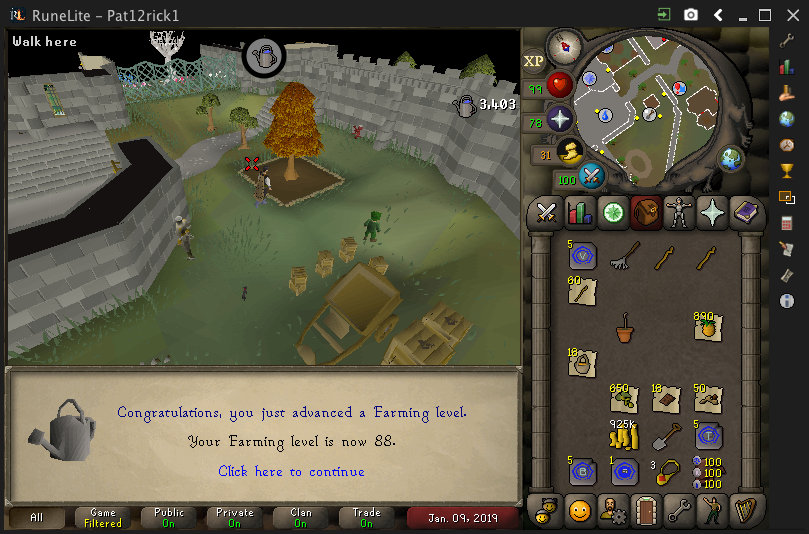 RuneLite - Pat12rick1
Walk here
3,403
XP
99
78
31
100
5
60
890
18
650
18
50
925K
5
1
3
100
100
100
Congratulations, you just advanced a Farming level.
Your Farming level is now 88.
Click here to continue
All
Game
Filtered
Public
On
Private
On
Clan
On
Trade
On
Jan. 09, 2019